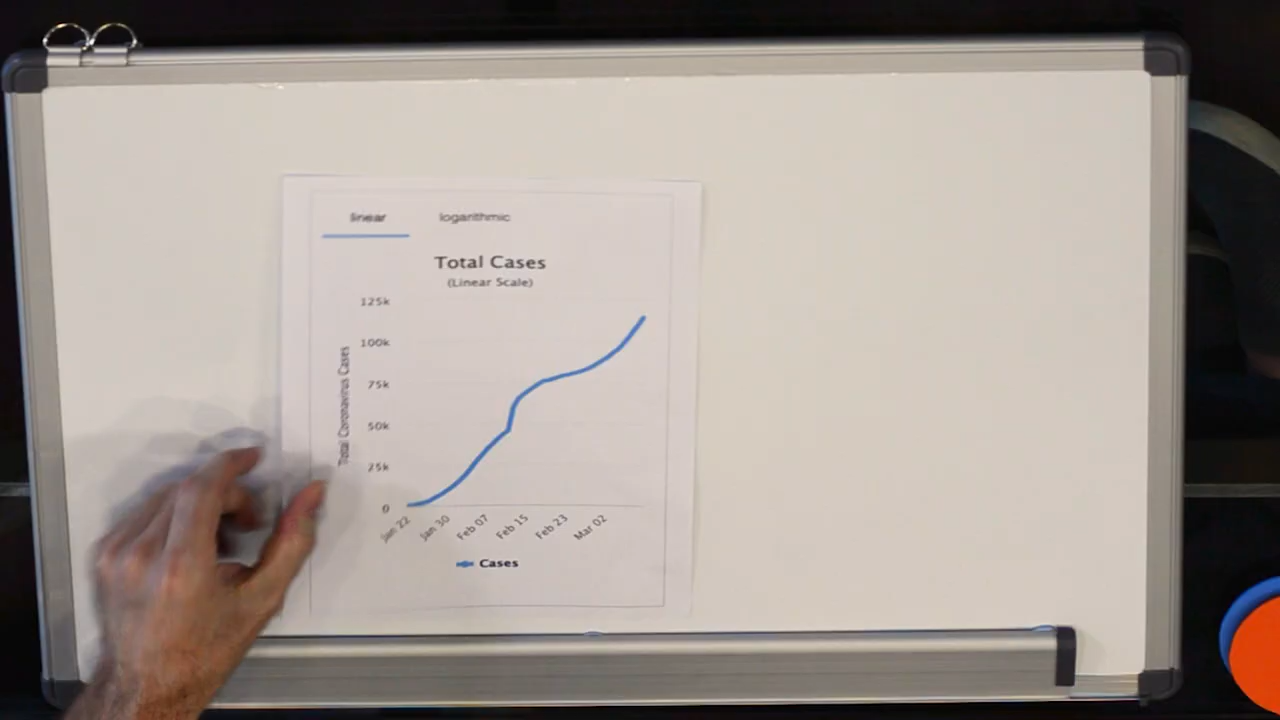 linear logarithmic
Total Cases
(Linear Scale)
Total Coronavirus Cases
125k
100k
75k
50k
25k
0
Jan 22 Jan 30 Feb 07 Feb 15 Feb 23 Mar 02
Cases